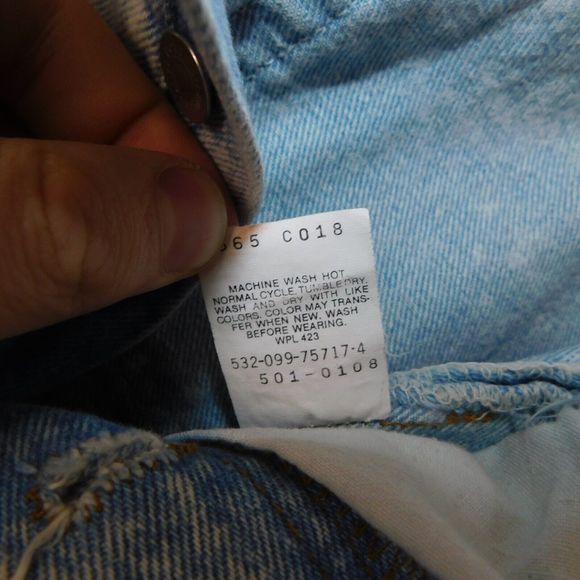 65 C018
MACHINE WASH HOT
NORMAL CYCLE. TUMBLE DRY.
WASH AND DRY WITH LIKE
COLORS. COLOR MAY TRANS-
FER WHEN NEW. WASH
BEFORE WEARING.
WPL 423
532-099-75717-4
501-0108